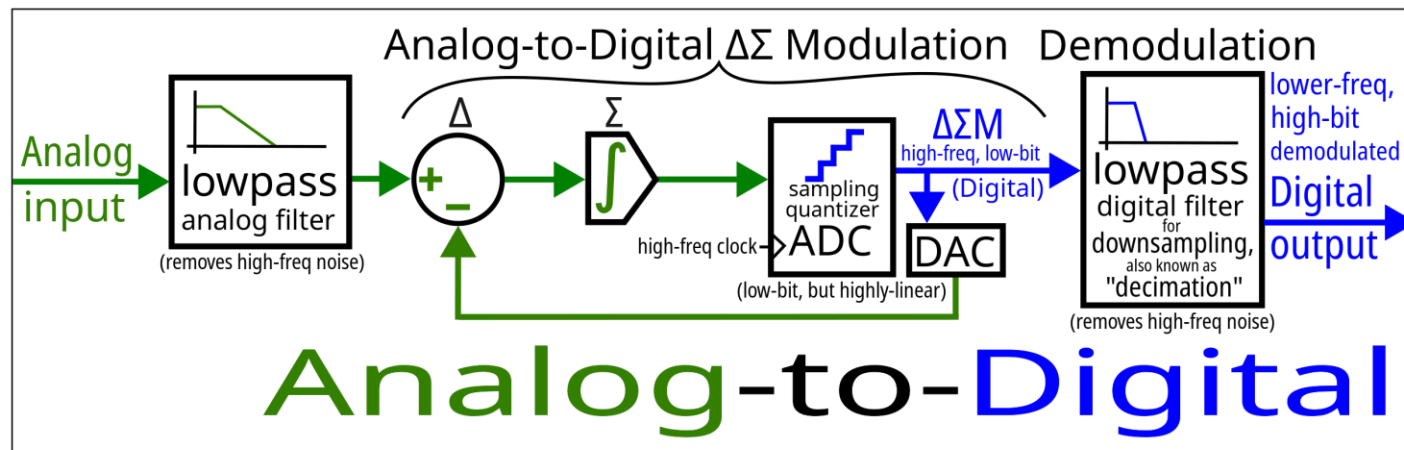 Analog-to-Digital ΔΣ Modulation
Demodulation
Analog
input
lowpass
analog filter
(removes high-freq noise)
Δ
+
−
Σ
∫
sampling
quantizer
ADC
high-freq clock
(low-bit, but highly-linear)
ΔΣM
high-freq, low-bit
(Digital)
DAC
lowpass
digital filter
for
downsampling,
also known as
"decimation"
(removes high-freq noise)
lower-freq,
high-bit
demodulated
Digital
output
Analog-to-Digital